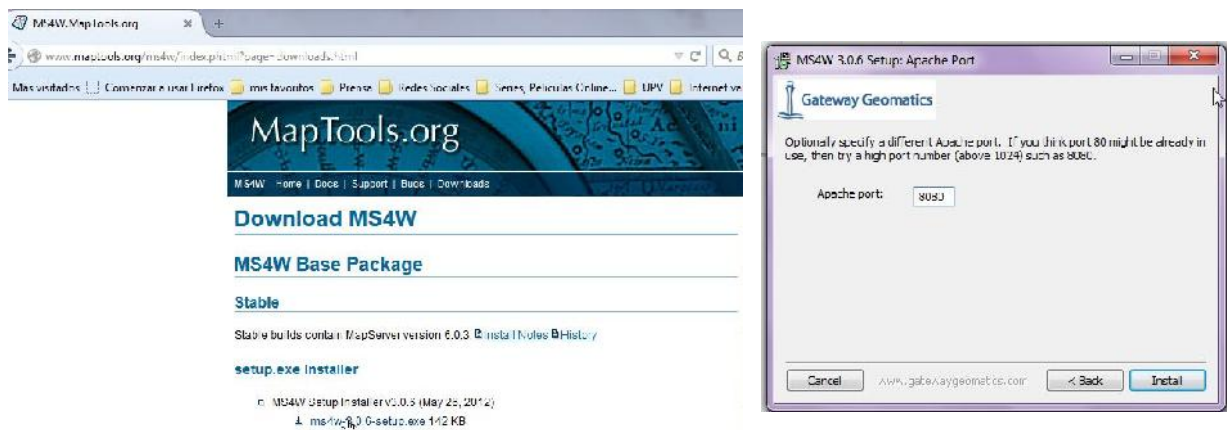 MS4W.MapTools.org
www.maptools.org/ms4w/index.phtml?page=downloads.html
Más visitados Comenzar a usar Firefox mis favoritos Prensa Redes Sociales Series, Peliculas Online... UPV Internet
MapTools.org
MS4W Home | Docs | Support | Bugs | Downloads
Download MS4W
MS4W Base Package
Stable
Stable builds contain MapServer version 6.0.3 Install Notes History
setup.exe Installer
MS4W Setup Installer v3.0.6 (May 28, 2012)
ms4w-3.0.6-setup.exe 142 KB
MS4W 3.0.6 Setup: Apache Port
Gateway Geomatics
Optionally specify a different Apache port. If you think port 80 might be already in
use, then try a high port number (above 1024) such as 8080.
Apache port: 8080
Cancel www.gatewaygeomatics.com < Back Install